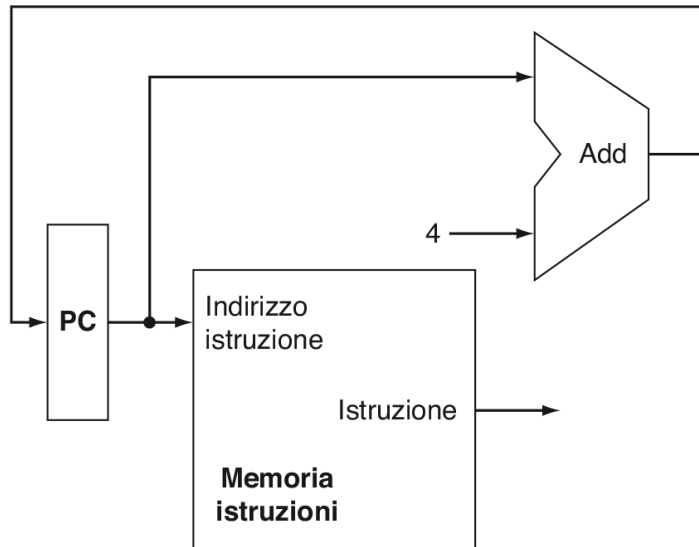 Add
4
PC
Indirizzo
istruzione
Istruzione
Memoria
istruzioni